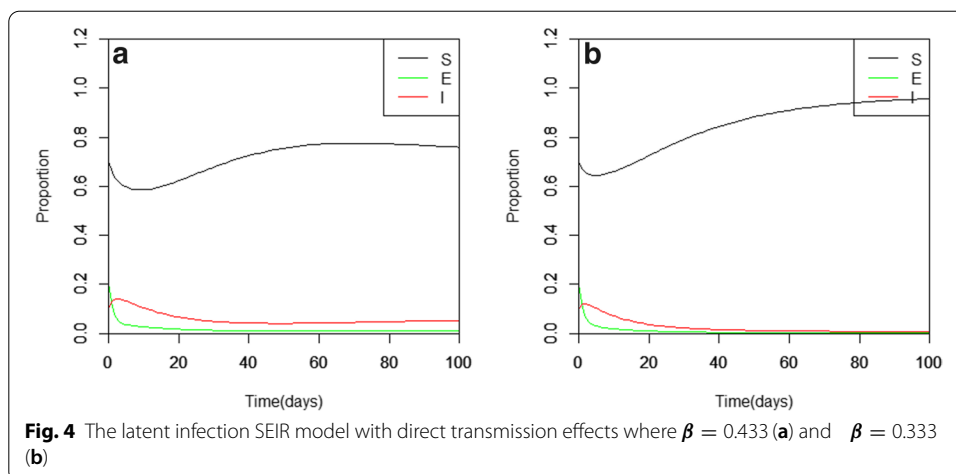 a
S
E
I
Proportion
0.0 0.2 0.4 0.6 0.8 1.0 1.2
0 20 40 60 80 100
Time(days)
b
S
E
I
Proportion
0.0 0.2 0.4 0.6 0.8 1.0 1.2
0 20 40 60 80 100
Time(days)
Fig. 4 The latent infection SEIR model with direct transmission effects where β = 0.433 (a) and β = 0.333
(b)